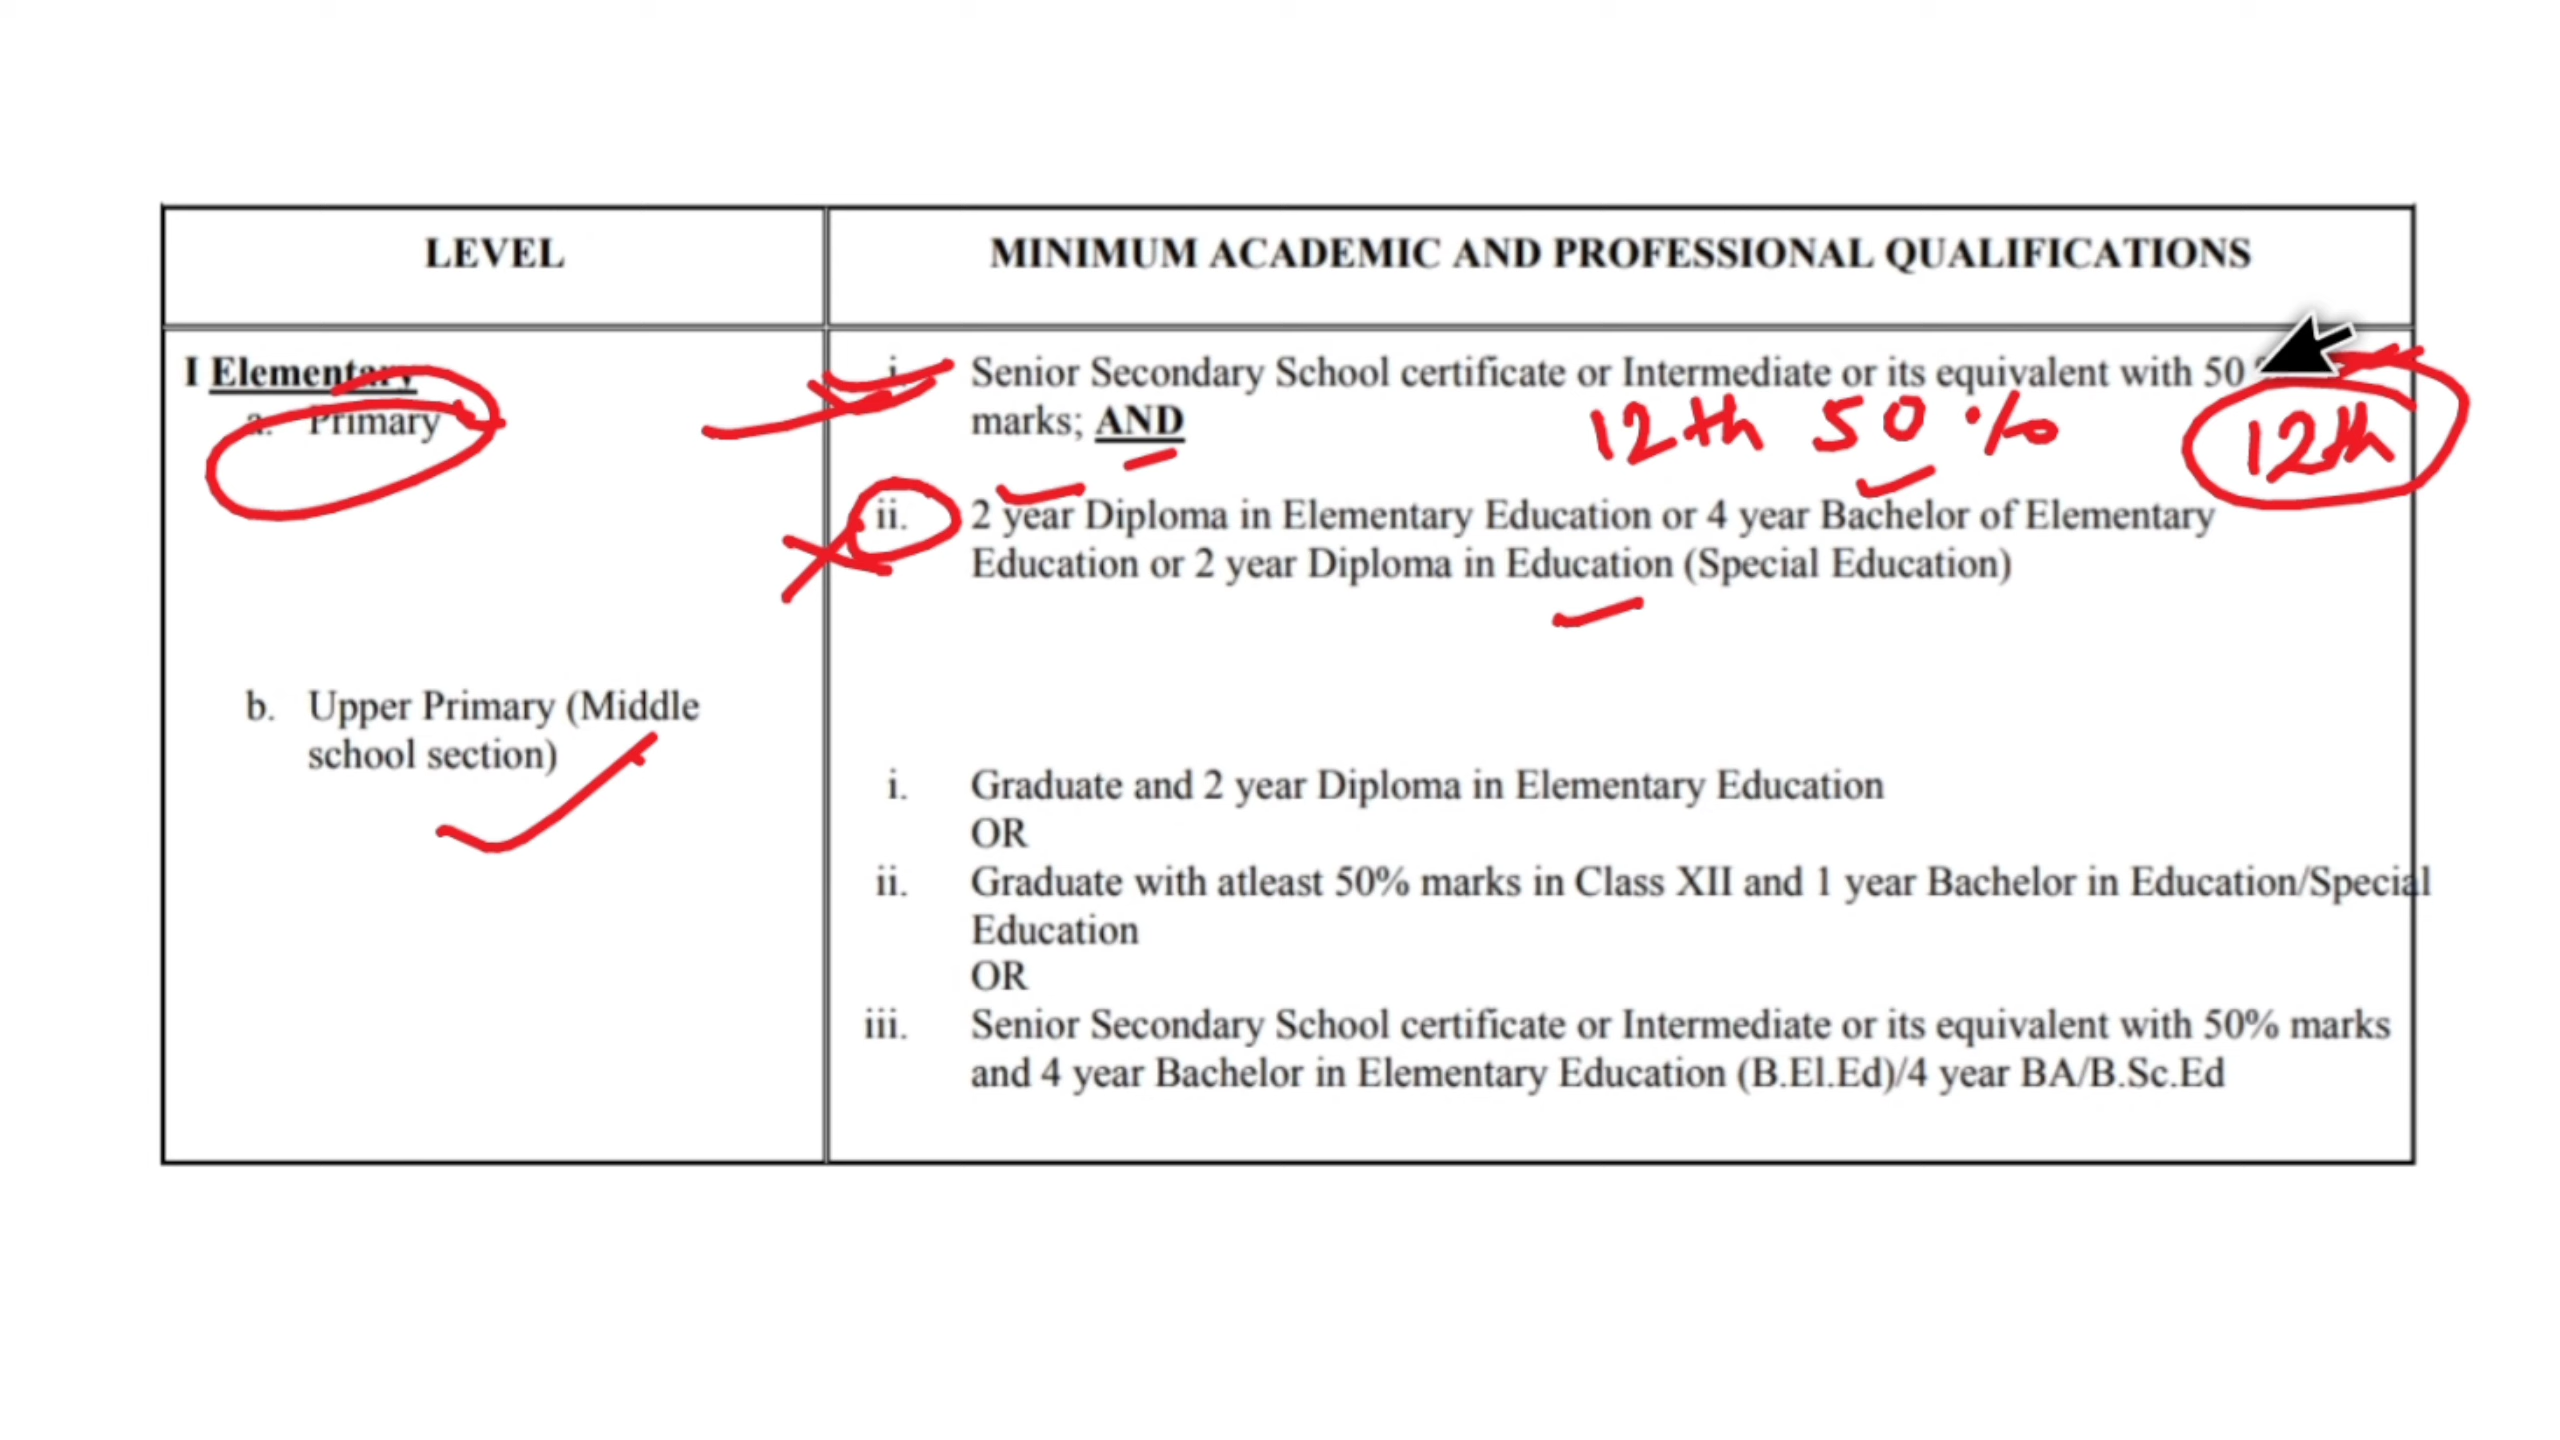 LEVEL
MINIMUM ACADEMIC AND PROFESSIONAL QUALIFICATIONS
I Elementary
a. Primary
i. Senior Secondary School certificate or Intermediate or its equivalent with 50
marks; AND
12th 50 %
12th
ii. 2 year Diploma in Elementary Education or 4 year Bachelor of Elementary
Education or 2 year Diploma in Education (Special Education)
b. Upper Primary (Middle
school section)
i. Graduate and 2 year Diploma in Elementary Education
OR
ii. Graduate with atleast 50% marks in Class XII and 1 year Bachelor in Education/Special
Education
OR
iii. Senior Secondary School certificate or Intermediate or its equivalent with 50% marks
and 4 year Bachelor in Elementary Education (B.El.Ed)/4 year BA/B.Sc.Ed